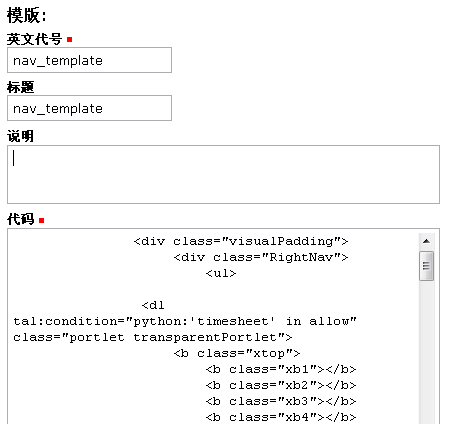 模版:
英文代号
nav_template
标题
nav_template
说明
代码
<div class="visualPadding">
<div class="RightNav">
<ul>
<dl
tal:condition="python:'timesheet' in allow"
class="portlet transparentPortlet">
<b class="xtop">
<b class="xb1"></b>
<b class="xb2"></b>
<b class="xb3"></b>
<b class="xb4"></b>